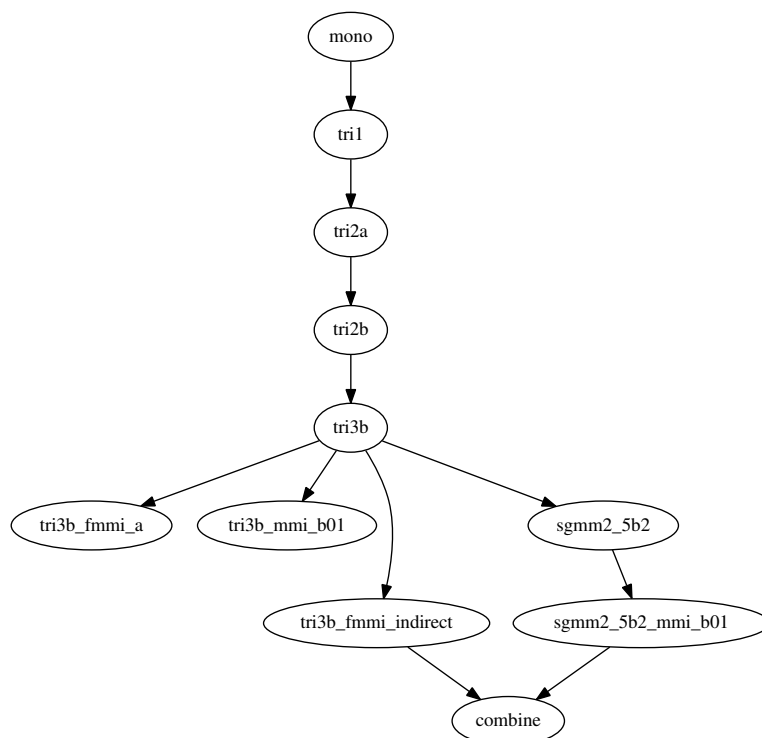 mono
tri1
tri2a
tri2b
tri3b
tri3b_fmmi_a
tri3b_mmi_b01
sgmm2_5b2
tri3b_fmmi_indirect
sgmm2_5b2_mmi_b01
combine